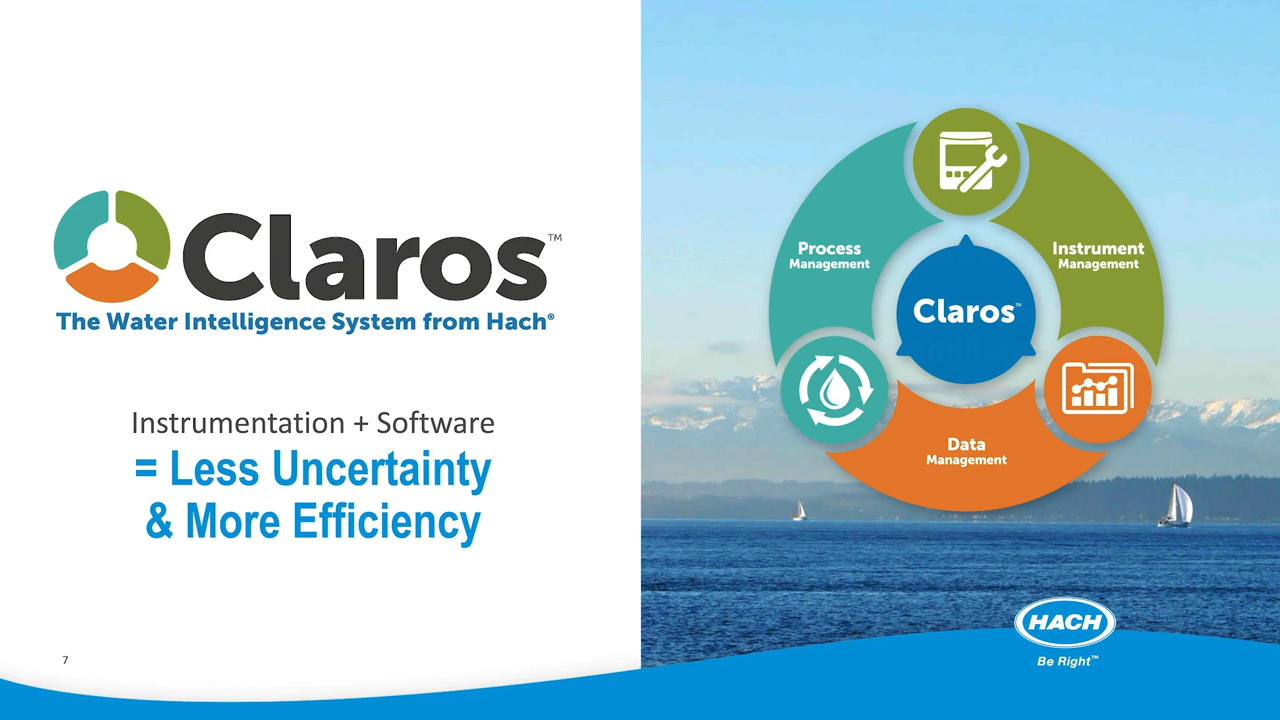 Claros™
The Water Intelligence System from Hach®
Instrumentation + Software
= Less Uncertainty
& More Efficiency
7
Process
Management
Instrument
Management
Claros™
Data
Management
HACH
Be Right™